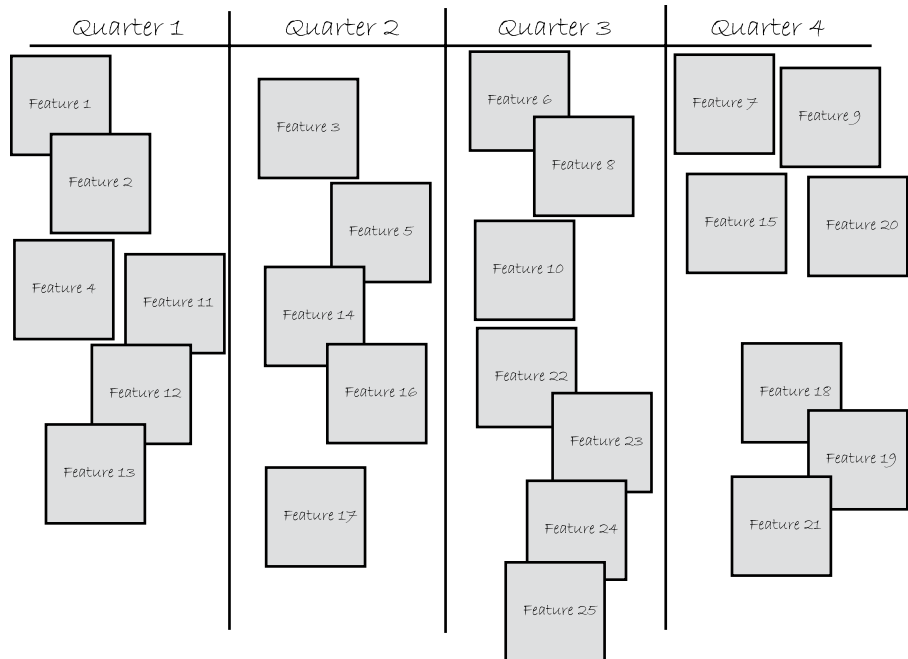 Quarter 1
Quarter 2
Quarter 3
Quarter 4
Feature 1
Feature 2
Feature 4
Feature 11
Feature 12
Feature 13
Feature 3
Feature 5
Feature 14
Feature 16
Feature 17
Feature 6
Feature 8
Feature 10
Feature 22
Feature 23
Feature 24
Feature 25
Feature 7
Feature 9
Feature 15
Feature 20
Feature 18
Feature 19
Feature 21